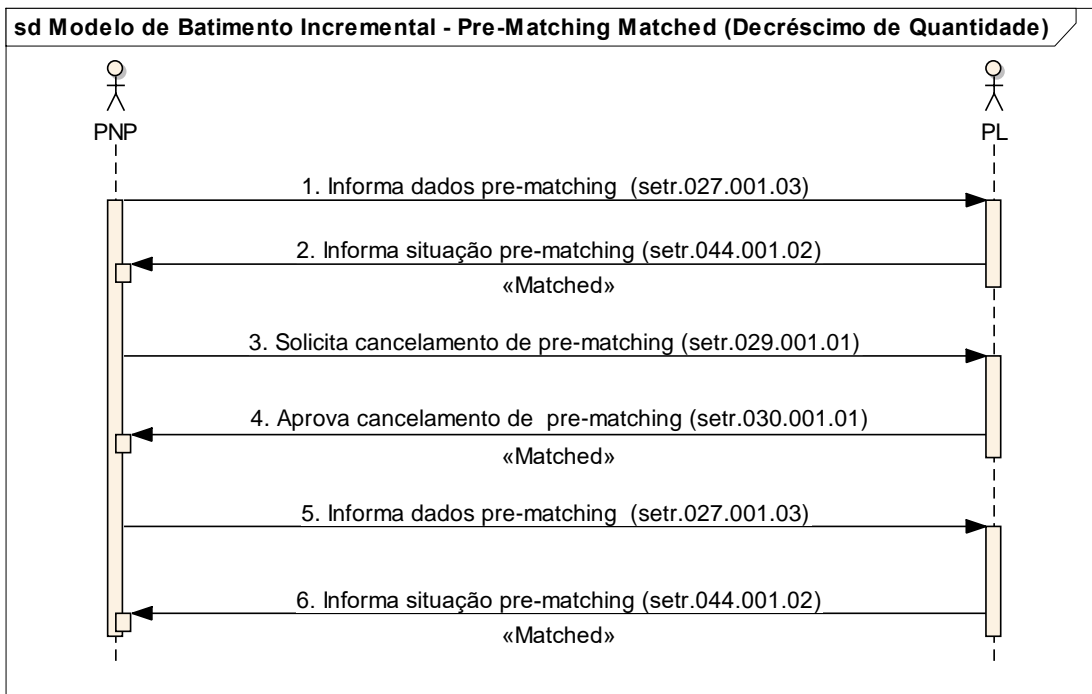 sd Modelo de Batimento Incremental - Pre-Matching Matched (Decréscimo de Quantidade)
PNP
PL
1. Informa dados pre-matching (setr.027.001.03)
2. Informa situação pre-matching (setr.044.001.02)
«Matched»
3. Solicita cancelamento de pre-matching (setr.029.001.01)
4. Aprova cancelamento de pre-matching (setr.030.001.01)
«Matched»
5. Informa dados pre-matching (setr.027.001.03)
6. Informa situação pre-matching (setr.044.001.02)
«Matched»